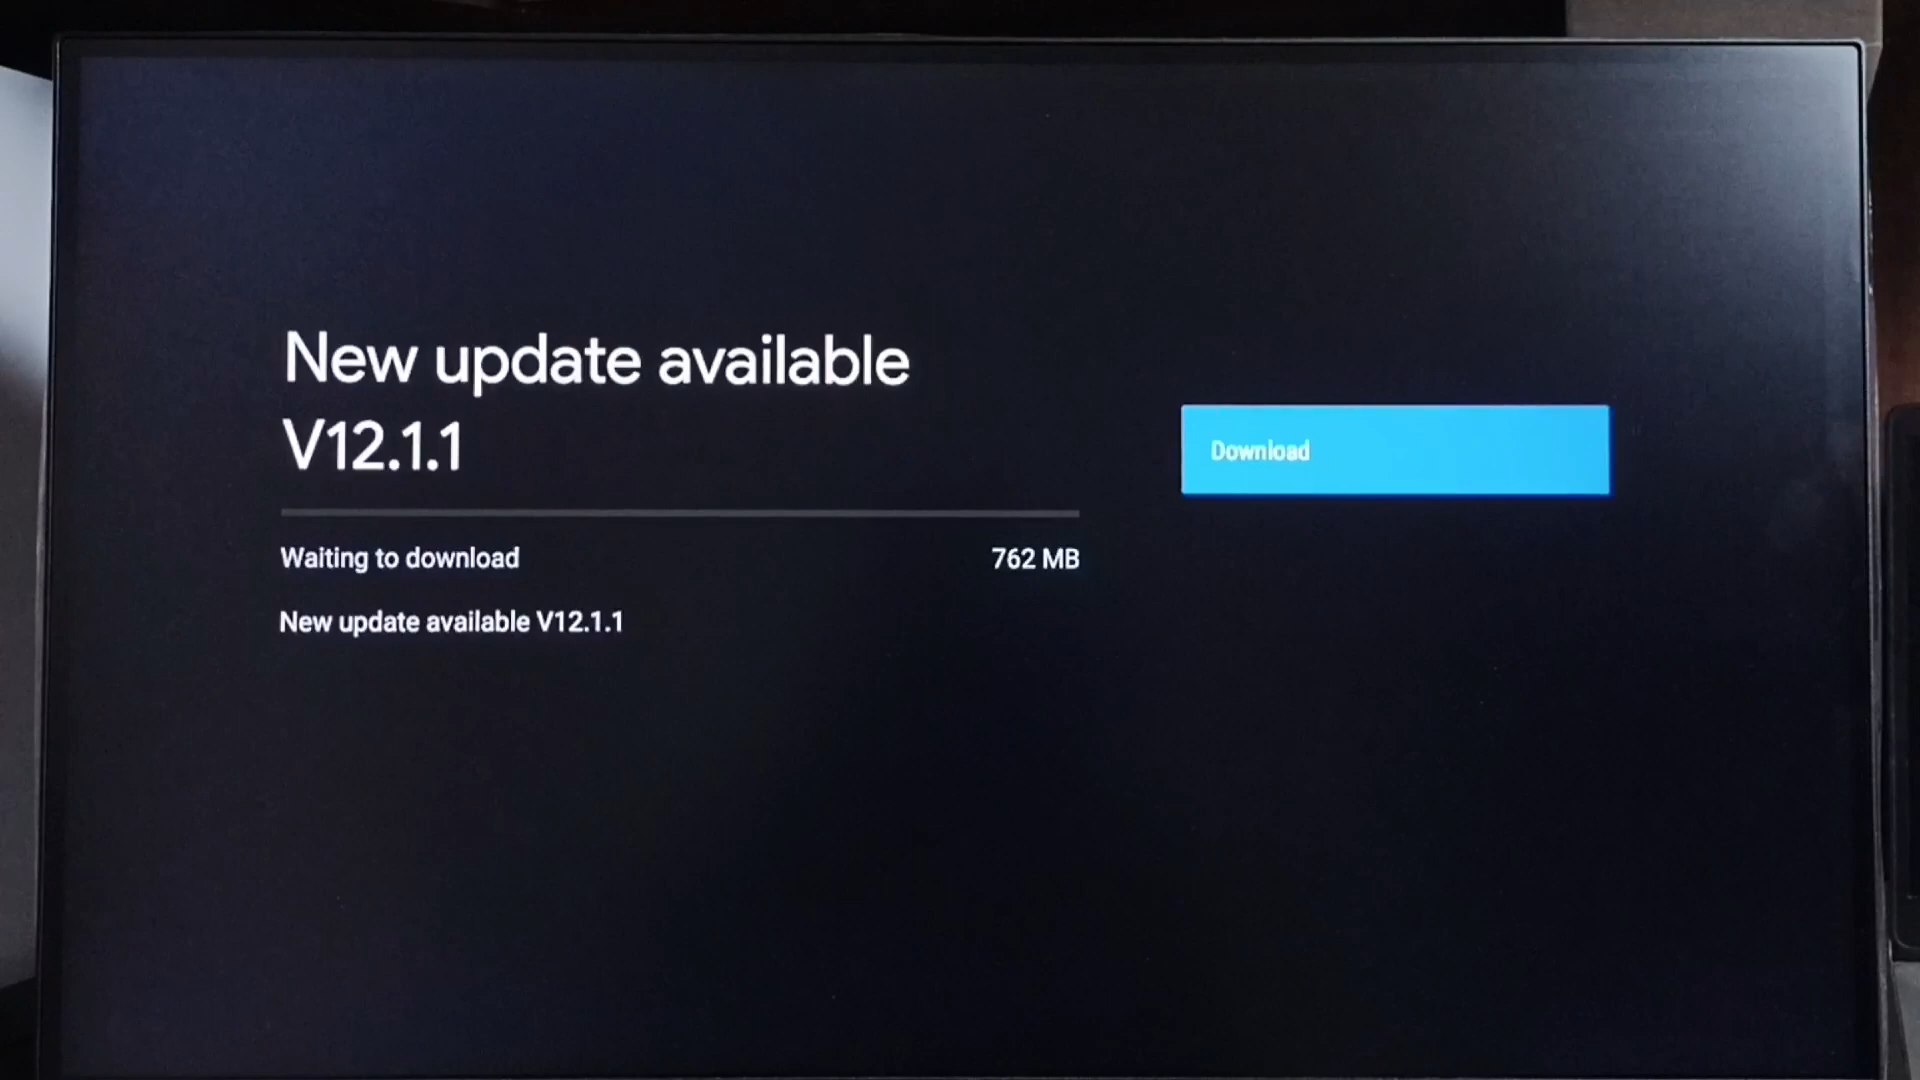 New update available
V12.1.1
Download
Waiting to download 762 MB
New update available V12.1.1